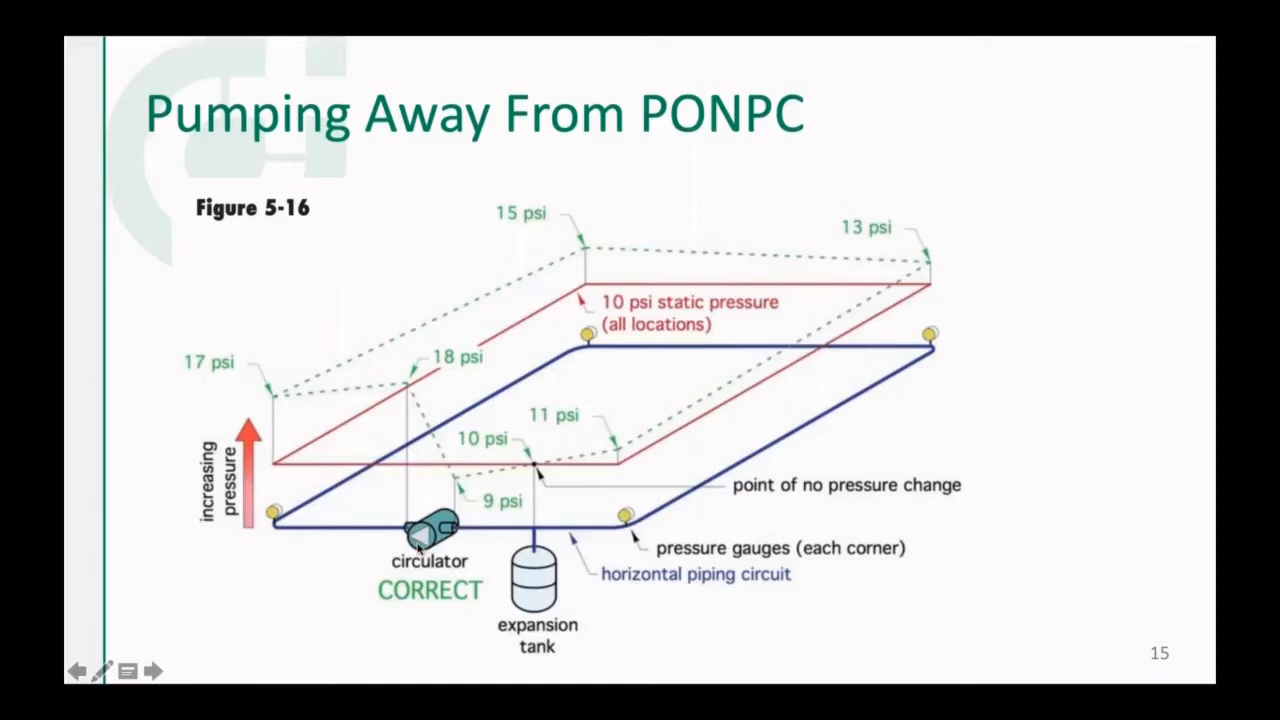 Pumping Away From PONPC
Figure 5-16
15 psi
13 psi
10 psi static pressure
(all locations)
17 psi
18 psi
11 psi
10 psi
increasing
pressure
9 psi
point of no pressure change
pressure gauges (each corner)
circulator
horizontal piping circuit
CORRECT
expansion
tank
15